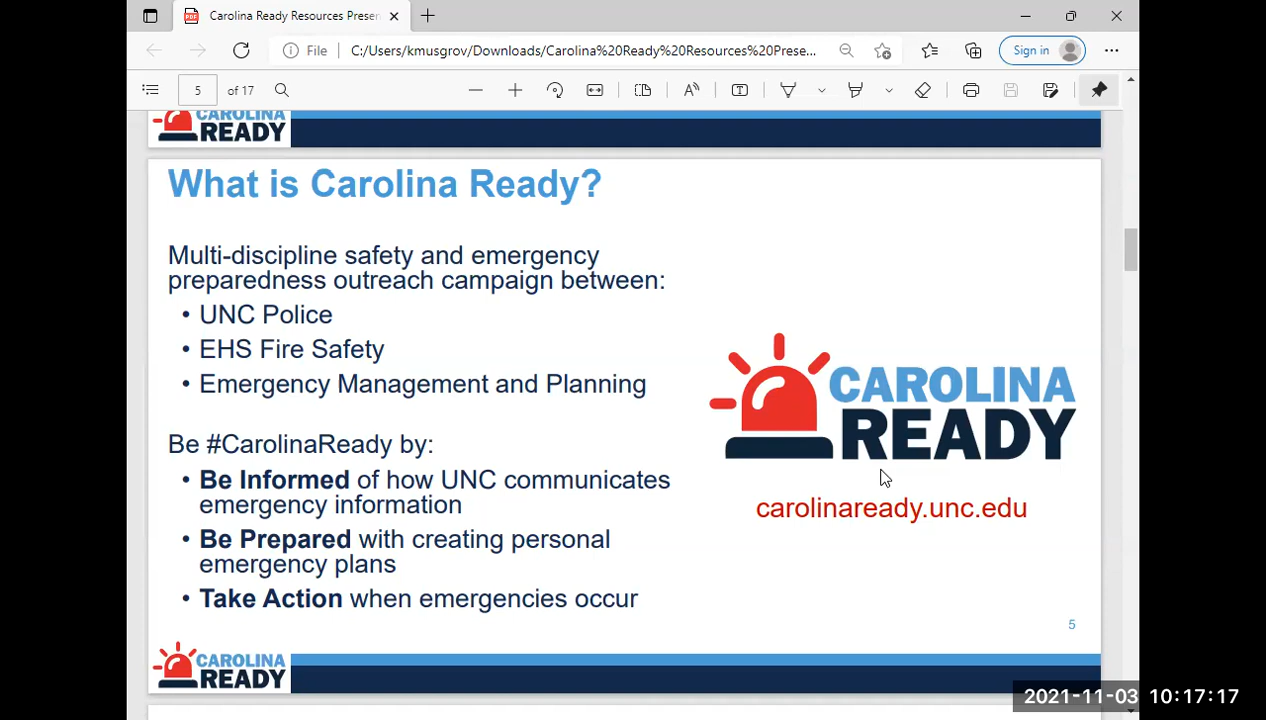 Carolina Ready Resources Presen
File
C:/Users/kmusgrov/Downloads/Carolina%20Ready%20Resources%20Prese...
Sign in
5 of 17
CAROLINA
READY
What is Carolina Ready?
Multi-discipline safety and emergency
preparedness outreach campaign between:
• UNC Police
• EHS Fire Safety
• Emergency Management and Planning
CAROLINA
READY
carolinaready.unc.edu
Be #CarolinaReady by:
• Be Informed of how UNC communicates
emergency information
• Be Prepared with creating personal
emergency plans
• Take Action when emergencies occur
5
CAROLINA
READY
2021-11-03 10:17:17